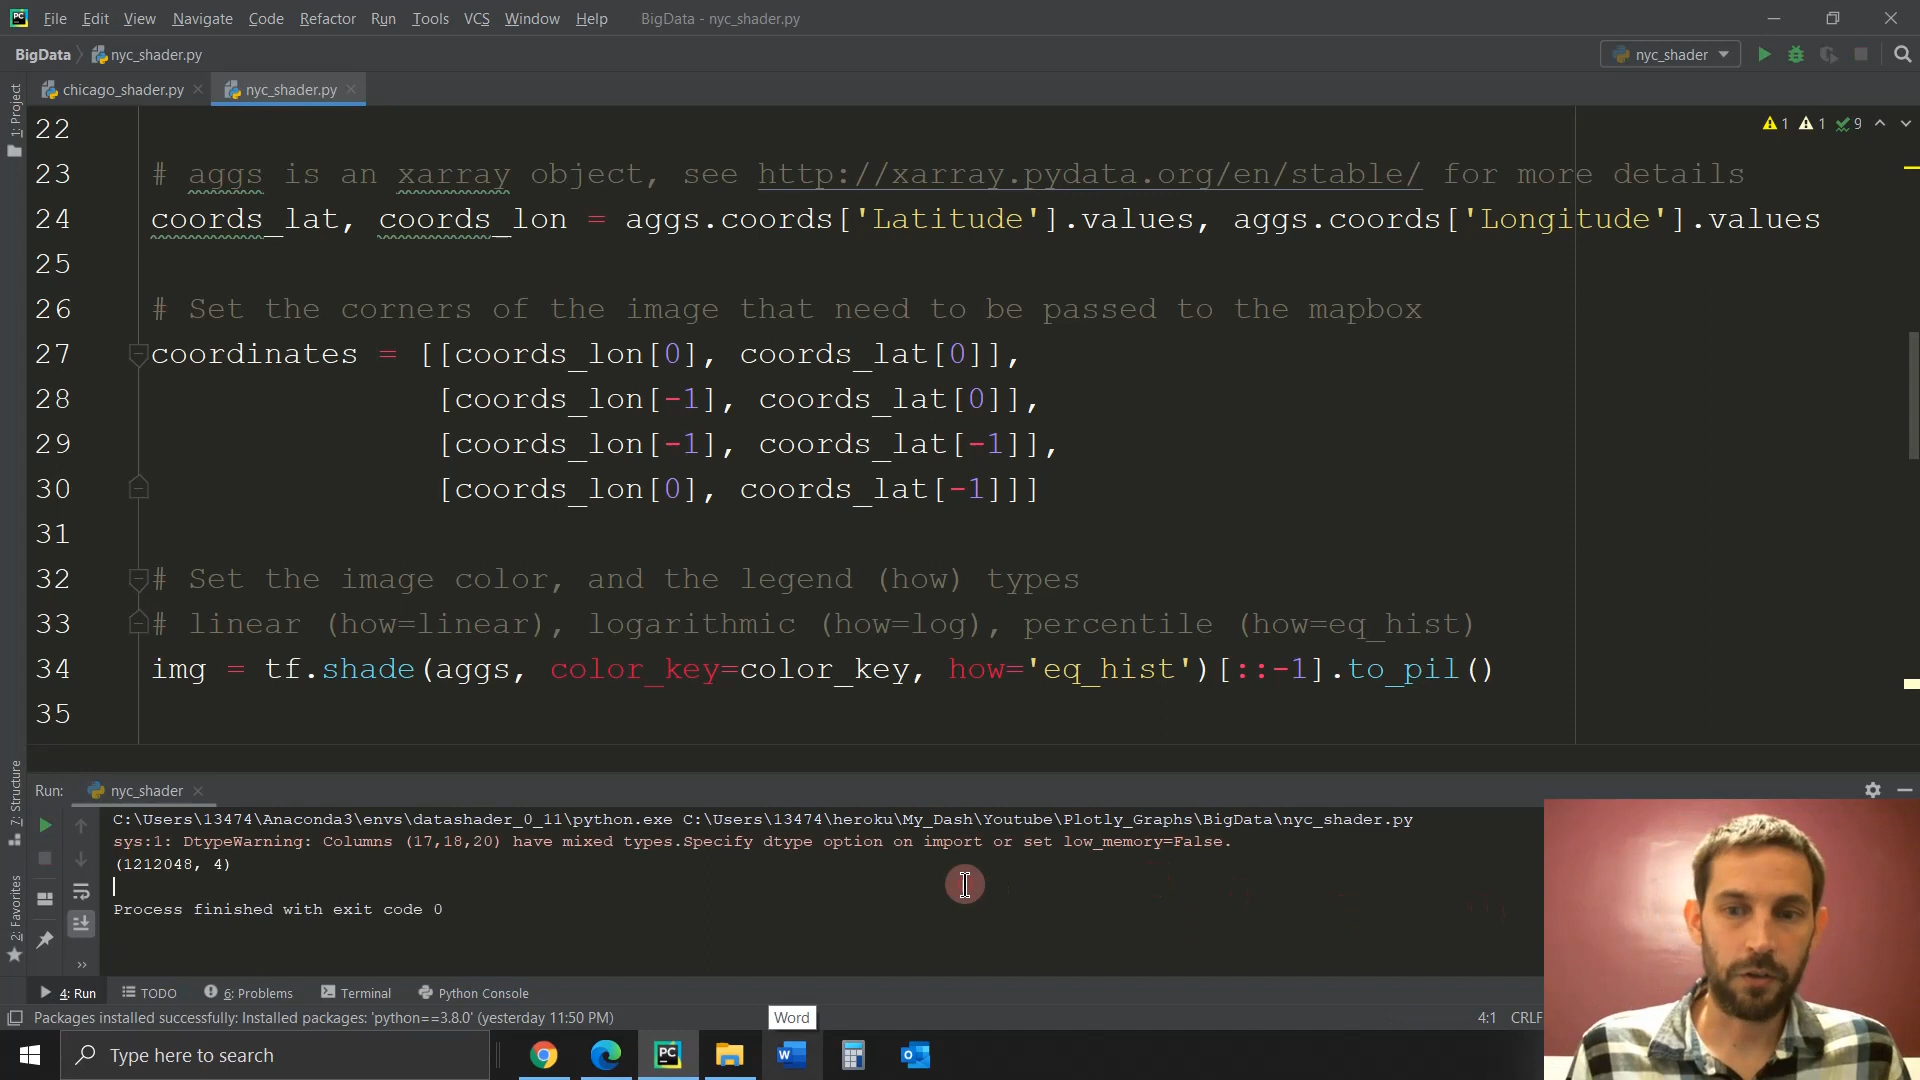 File Edit View Navigate Code Refactor Run Tools VCS Window Help BigData - nyc_shader.py
BigData nyc_shader.py nyc_shader
chicago_shader.py nyc_shader.py
1: Project
1 1 9
22
23 # aggs is an xarray object, see http://xarray.pydata.org/en/stable/ for more details
24 coords_lat, coords_lon = aggs.coords['Latitude'].values, aggs.coords['Longitude'].values
25
26 # Set the corners of the image that need to be passed to the mapbox
27 coordinates = [[coords_lon[0], coords_lat[0]],
28 [coords_lon[-1], coords_lat[0]],
29 [coords_lon[-1], coords_lat[-1]],
30 [coords_lon[0], coords_lat[-1]]]
31
32 # Set the image color, and the legend (how) types
33 # linear (how=linear), logarithmic (how=log), percentile (how=eq_hist)
34 img = tf.shade(aggs, color_key=color_key, how='eq_hist')[::-1].to_pil()
35
7: Structure
2: Favorites
Run: nyc_shader
C:\Users\13474\Anaconda3\envs\datashader_0_11\python.exe C:\Users\13474\heroku\My_Dash\Youtube\Plotly_Graphs\BigData\nyc_shader.py
sys:1: DtypeWarning: Columns (17,18,20) have mixed types.Specify dtype option on import or set low_memory=False.
(1212048, 4)
Process finished with exit code 0
4: Run TODO 6: Problems Terminal Python Console
Packages installed successfully: Installed packages: 'python==3.8.0' (yesterday 11:50 PM) 4:1 CRLF
Word
Type here to search